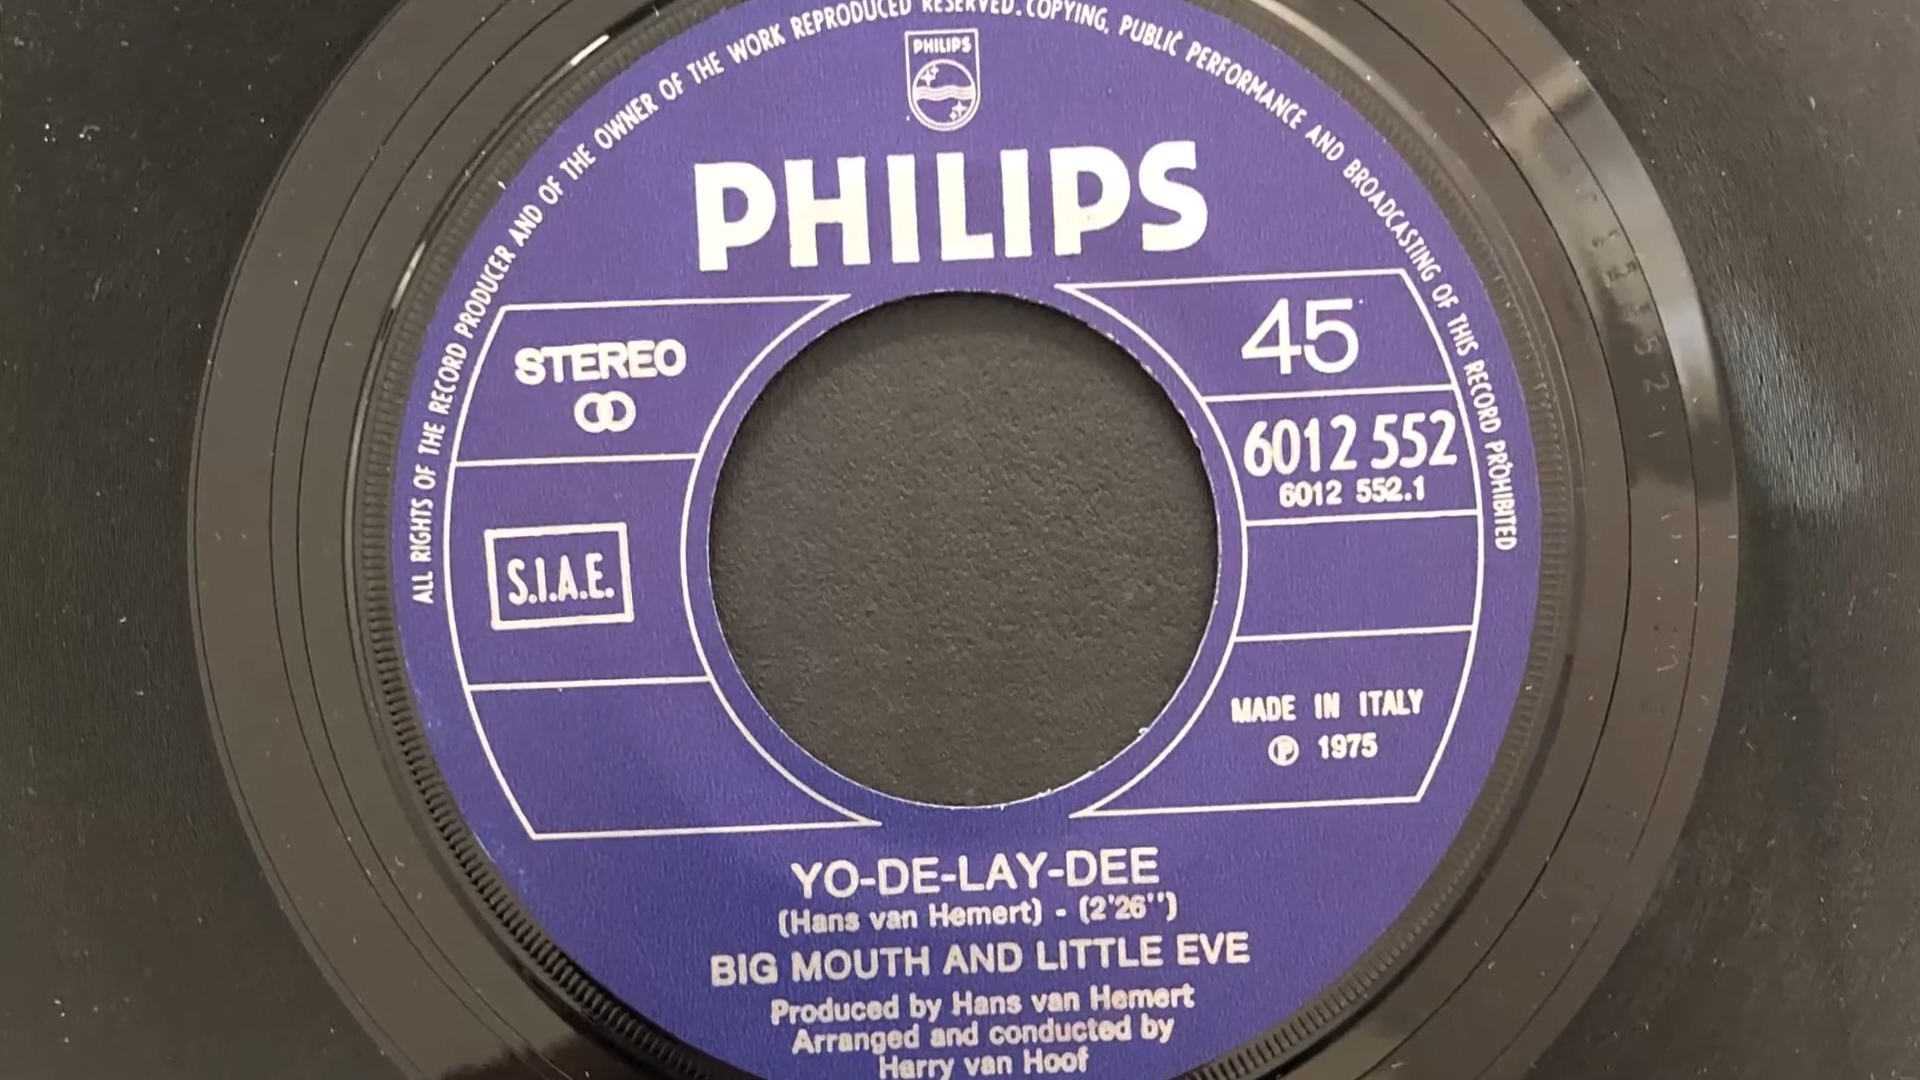 ALL RIGHTS OF THE RECORD PRODUCER AND OF THE OWNER OF THE WORK REPRODUCED RESERVED. COPYING, PUBLIC PERFORMANCE AND BROADCASTING OF THIS RECORD PROHIBITED
PHILIPS
PHILIPS
STEREO
S.I.A.E.
45
6012 552
6012 552.1
MADE IN ITALY
Ⓟ 1975
YO-DE-LAY-DEE
(Hans van Hemert) - (2'26'')
BIG MOUTH AND LITTLE EVE
Produced by Hans van Hemert
Arranged and conducted by
Harry van Hoof